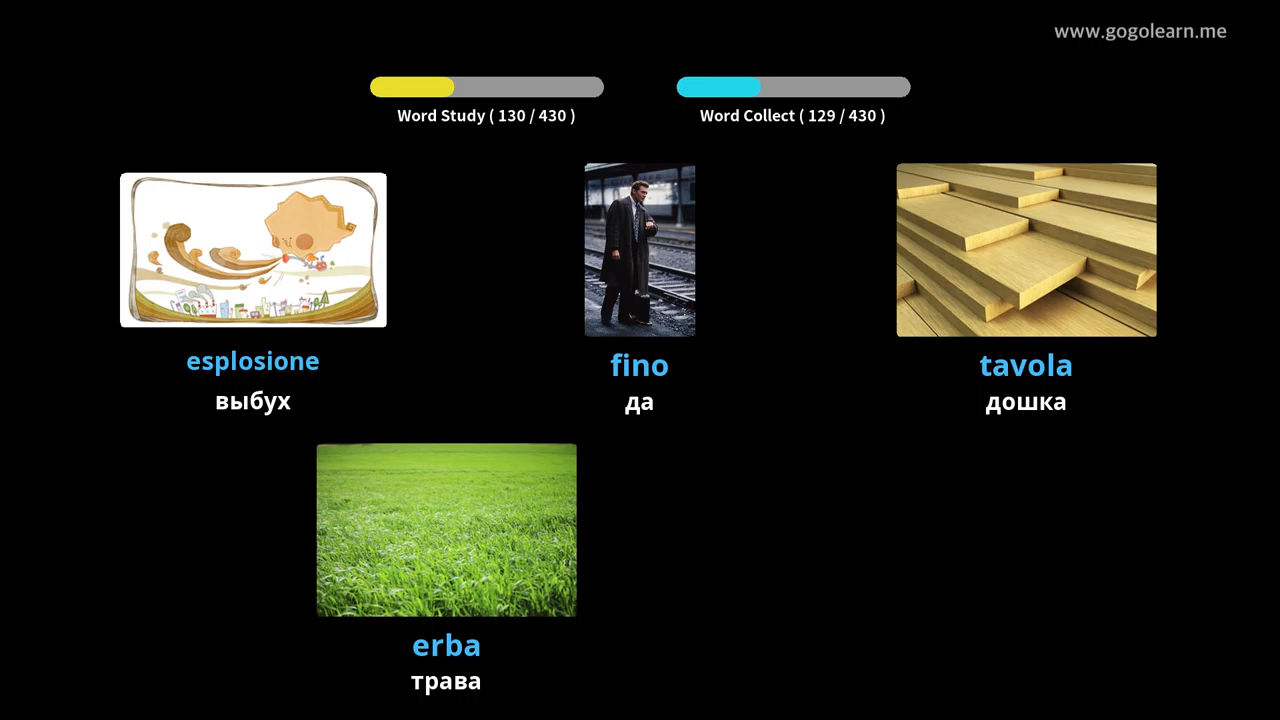 www.gogolearn.me
Word Study ( 130 / 430 )
Word Collect ( 129 / 430 )
esplosione
выбух
fino
да
tavola
дошка
erba
трава